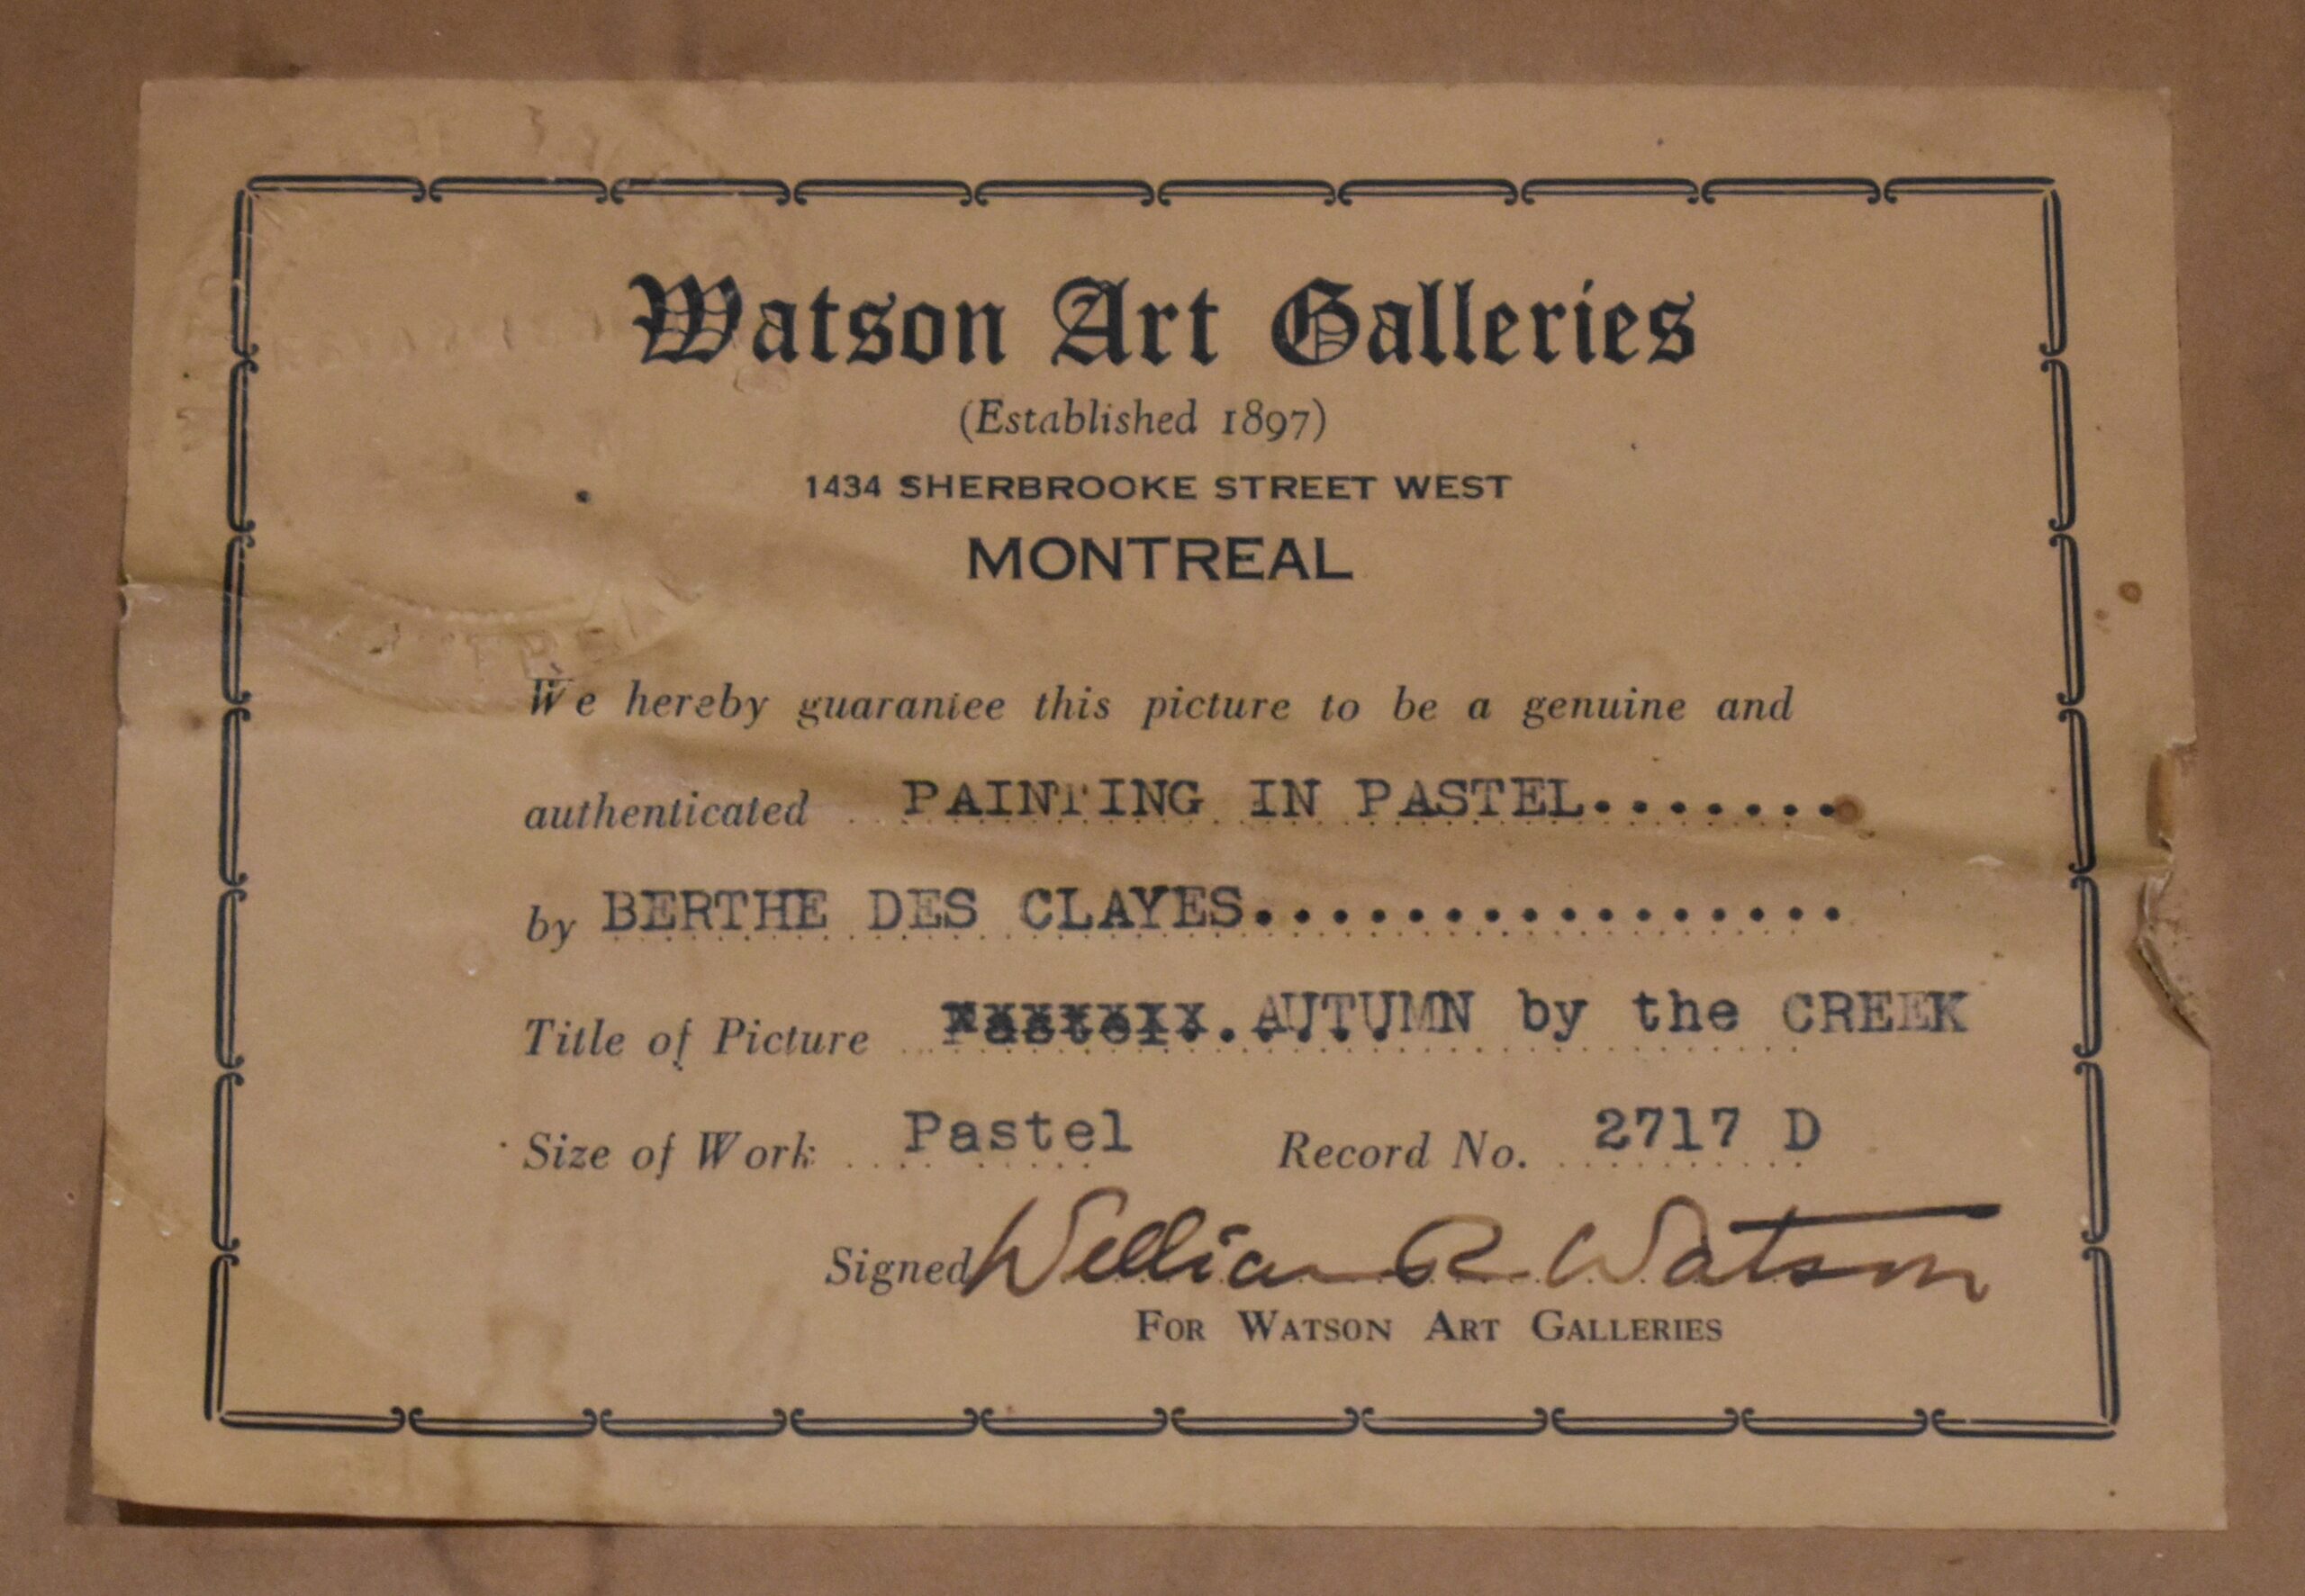 Watson Art Galleries
(Established 1897)
1434 SHERBROOKE STREET WEST
MONTREAL
We hereby guarantee this picture to be a genuine and
authenticated PAINTING IN PASTEL.......
by BERTHE DES CLAYES................
Title of Picture AUTUMN by the CREEK
Size of Work Pastel Record No. 2717 D
Signed William R Watson
FOR WATSON ART GALLERIES